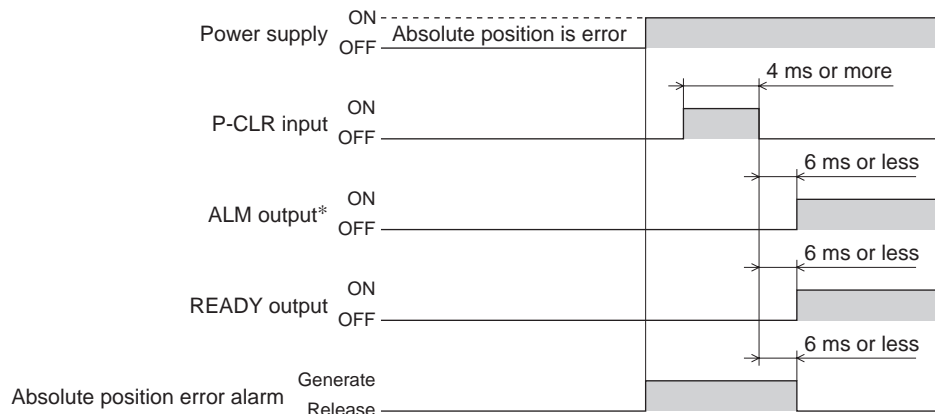 Power supply
ON
OFF
Absolute position is error
4 ms or more
P-CLR input
ON
OFF
6 ms or less
ALM output*
ON
OFF
6 ms or less
READY output
ON
OFF
6 ms or less
Absolute position error alarm
Generate
Release